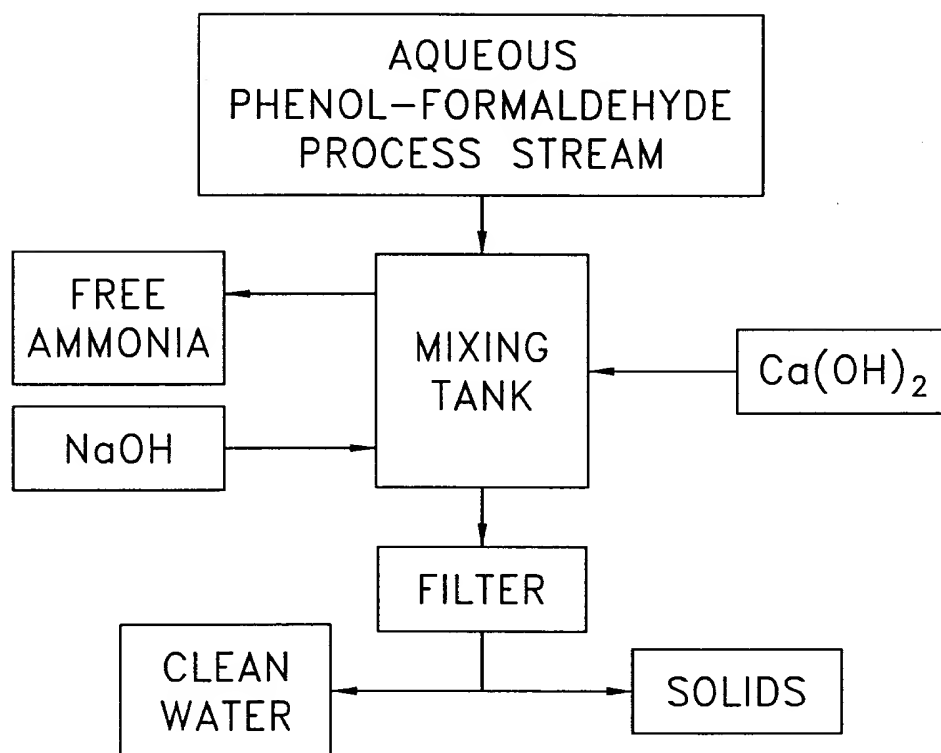 AQUEOUS
PHENOL-FORMALDEHYDE
PROCESS STREAM
FREE
AMMONIA
MIXING
TANK
Ca(OH)₂
NaOH
FILTER
CLEAN
WATER
SOLIDS